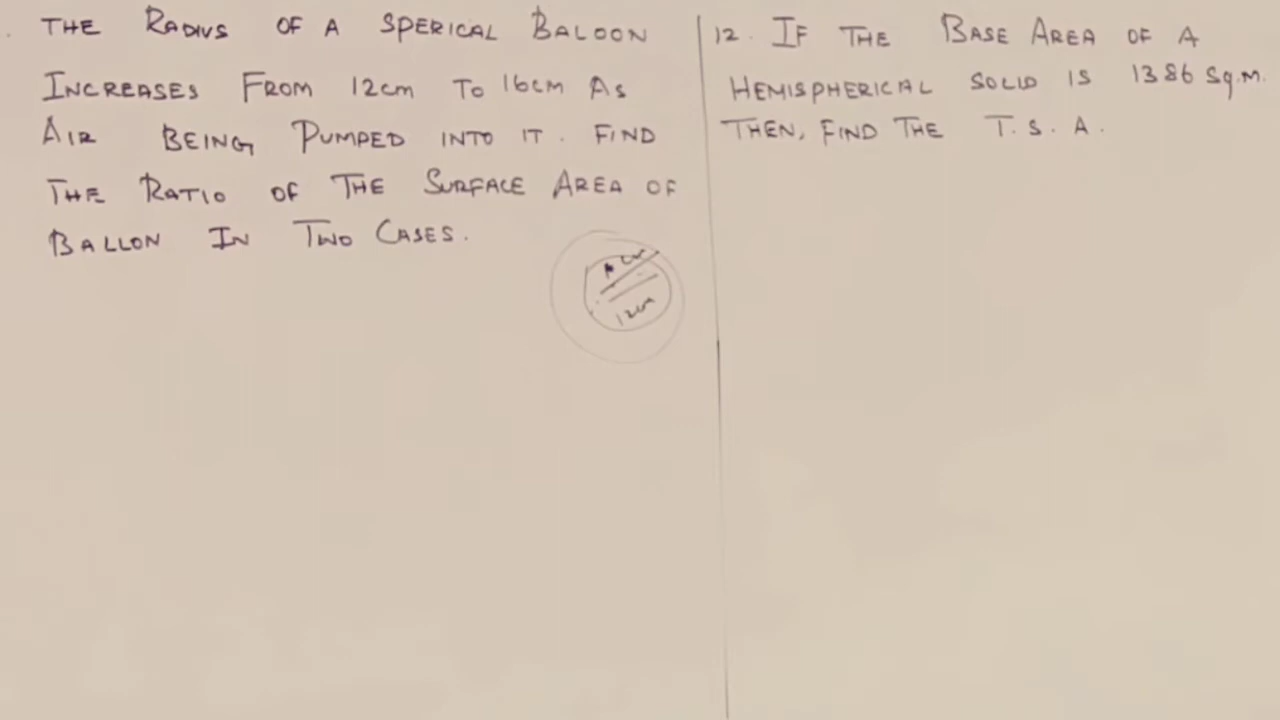 THE RADIUS OF A SPERICAL BALOON
INCREASES FROM 12cm TO 16cm AS
AIR BEING PUMPED INTO IT. FIND
THE RATIO OF THE SURFACE AREA OF
BALLON IN TWO CASES.
12cm
12. IF THE BASE AREA OF A
HEMISPHERICAL SOLID IS 1386 Sq.m.
THEN, FIND THE T.S.A.